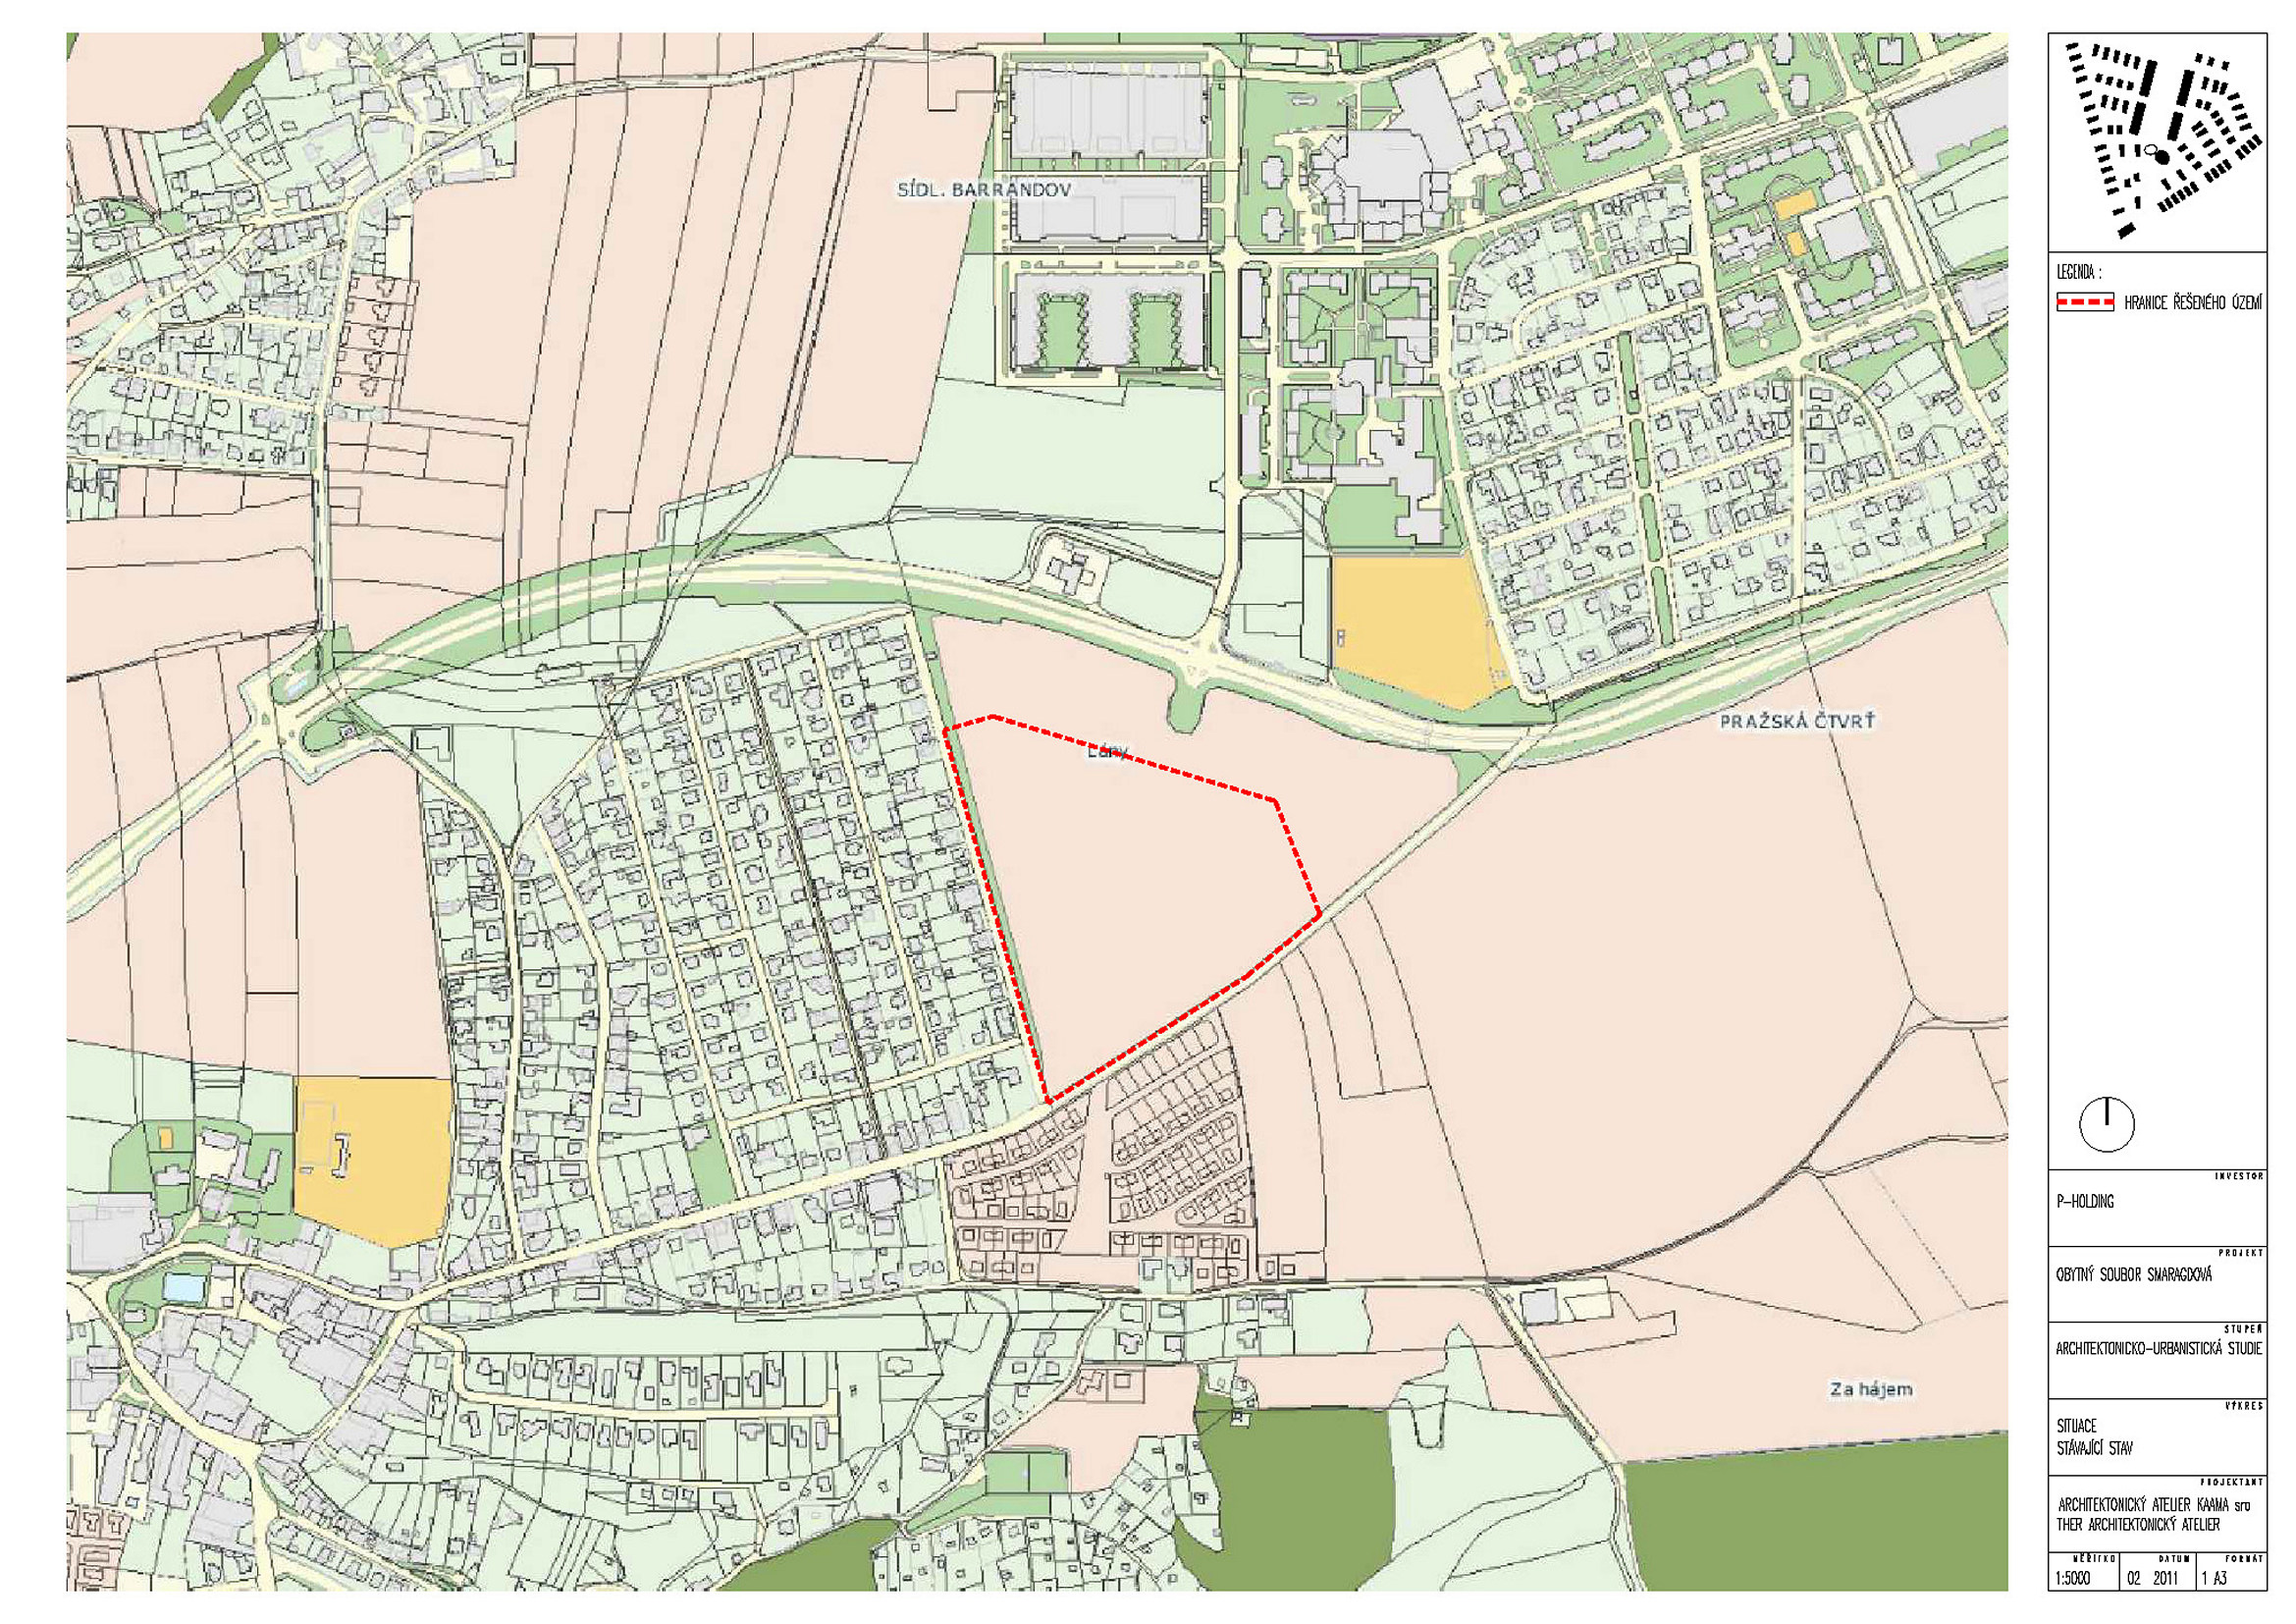 SÍDL. BARRANDOV
Lány
PRAŽSKÁ ČTVRŤ
Za hájem
LEGENDA :
HRANICE ŘEŠENÉHO ÚZEMÍ
INVESTOR
P-HOLDING
PROJEKT
OBYTNÝ SOUBOR SMARAGDOVÁ
STUPEŇ
ARCHITEKTONICKO-URBANISTICKÁ STUDIE
VÝKRES
SITUACE
STÁVAJÍCÍ STAV
PROJEKTANT
ARCHITEKTONICKÝ ATELIER KAAMA sro
THER ARCHITEKTONICKÝ ATELIER
MĚŘÍTKO DATUM FORMÁT
1:5000 02 2011 1 A3